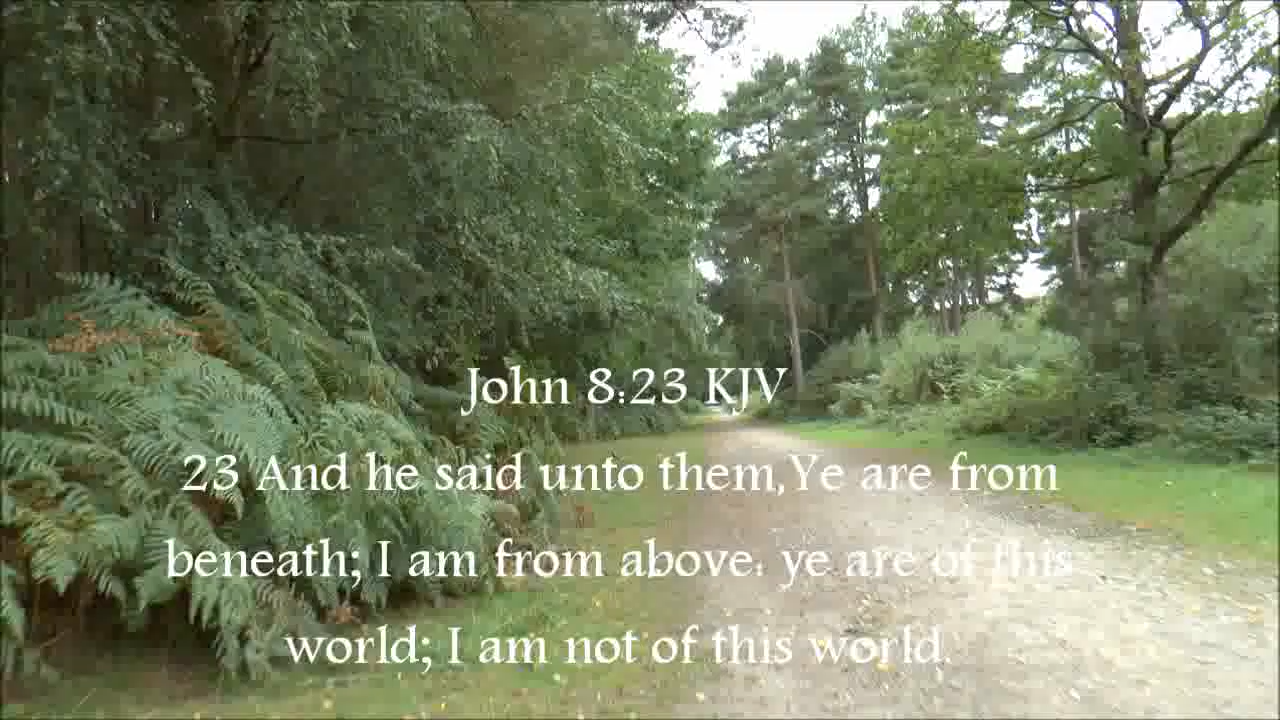 John 8:23 KJV
23 And he said unto them,Ye are from
beneath; I am from above: ye are of this
world; I am not of this world.